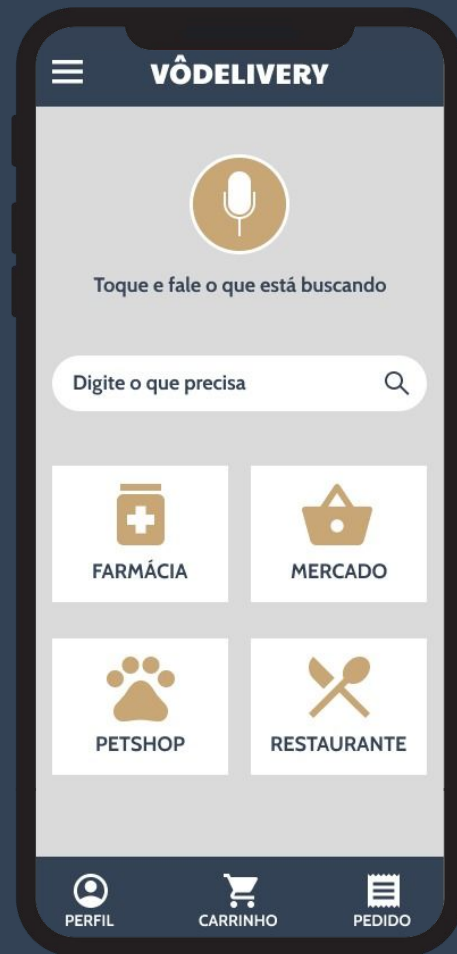 VÔDELIVERY
Toque e fale o que está buscando
Digite o que precisa
FARMÁCIA
MERCADO
PETSHOP
RESTAURANTE
PERFIL
CARRINHO
PEDIDO